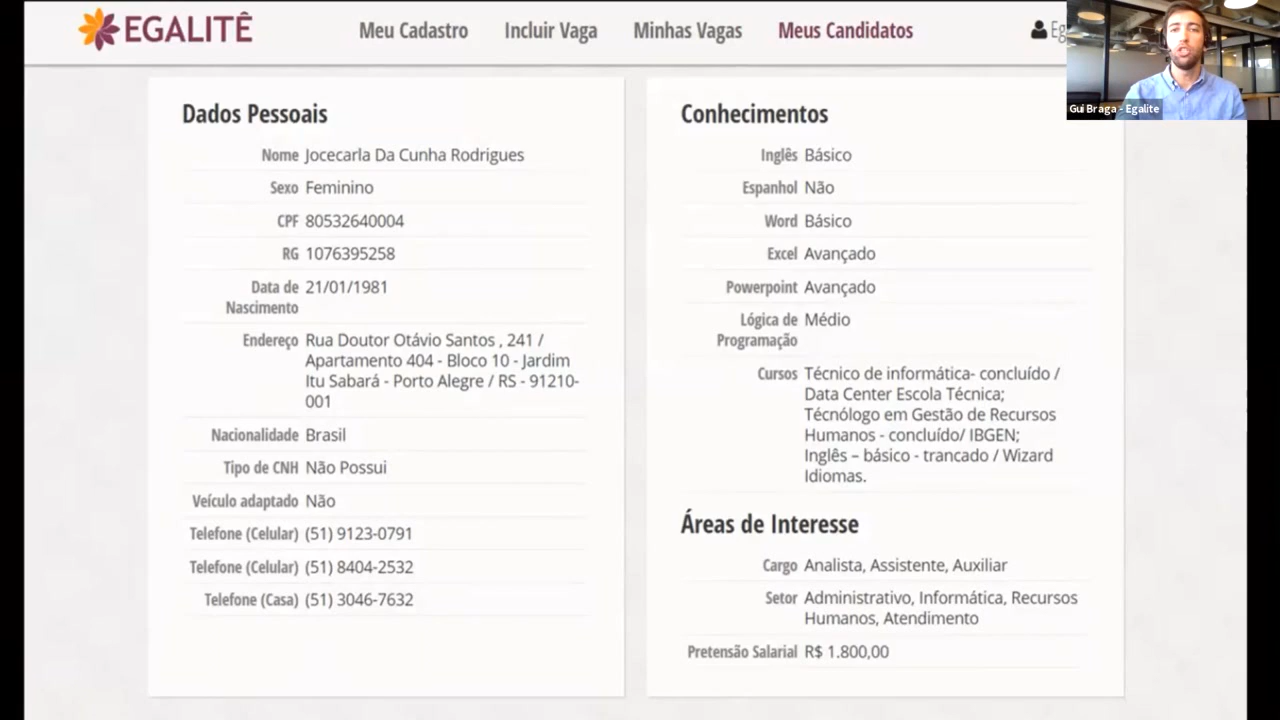 EGALITÊ
Meu Cadastro
Incluir Vaga
Minhas Vagas
Meus Candidatos
Eg
Gui Braga - Egalite
Dados Pessoais
Nome Jocecarla Da Cunha Rodrigues
Sexo Feminino
CPF 80532640004
RG 1076395258
Data de 21/01/1981
Nascimento
Endereço Rua Doutor Otávio Santos , 241 /
Apartamento 404 - Bloco 10 - Jardim
Itu Sabará - Porto Alegre / RS - 91210-
001
Nacionalidade Brasil
Tipo de CNH Não Possui
Veículo adaptado Não
Telefone (Celular) (51) 9123-0791
Telefone (Celular) (51) 8404-2532
Telefone (Casa) (51) 3046-7632
Conhecimentos
Inglês Básico
Espanhol Não
Word Básico
Excel Avançado
Powerpoint Avançado
Lógica de Médio
Programação
Cursos Técnico de informática- concluído /
Data Center Escola Técnica;
Técnólogo em Gestão de Recursos
Humanos - concluído/ IBGEN;
Inglês – básico - trancado / Wizard
Idiomas.
Áreas de Interesse
Cargo Analista, Assistente, Auxiliar
Setor Administrativo, Informática, Recursos
Humanos, Atendimento
Pretensão Salarial R$ 1.800,00